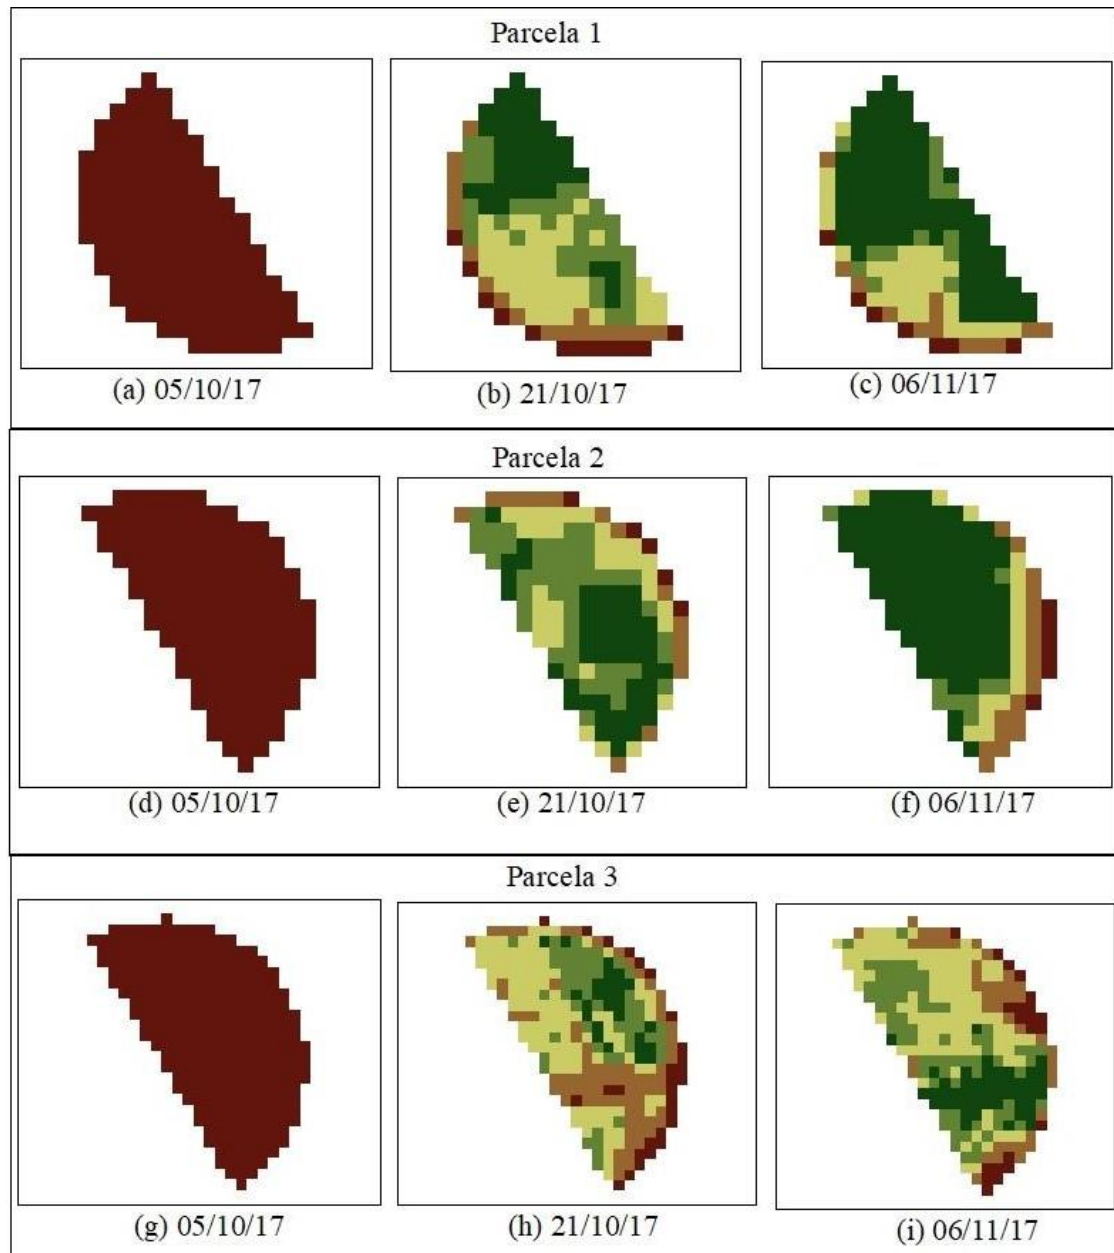 Parcela 1
(a) 05/10/17
(b) 21/10/17
(c) 06/11/17
Parcela 2
(d) 05/10/17
(e) 21/10/17
(f) 06/11/17
Parcela 3
(g) 05/10/17
(h) 21/10/17
(i) 06/11/17